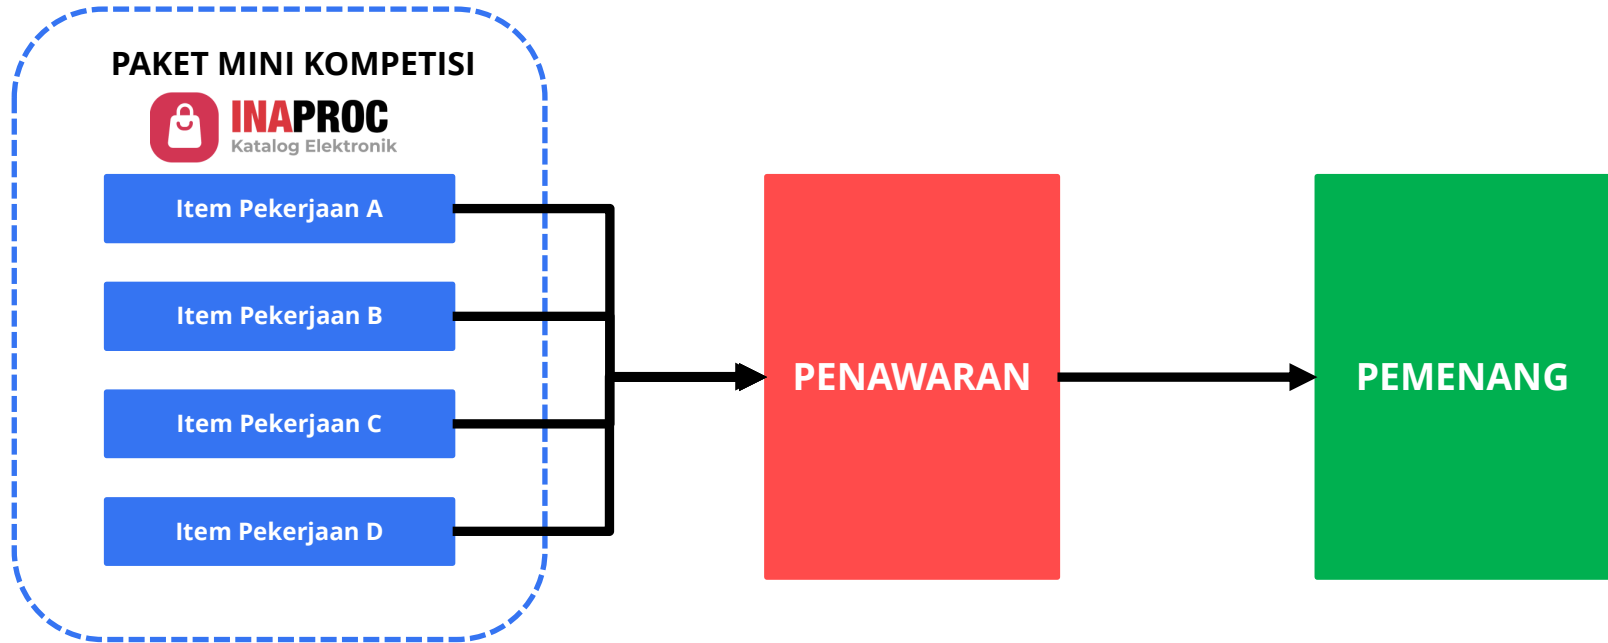 PAKET MINI KOMPETISI
INAPROC
Katalog Elektronik
Item Pekerjaan A
Item Pekerjaan B
Item Pekerjaan C
Item Pekerjaan D
PENAWARAN
PEMENANG